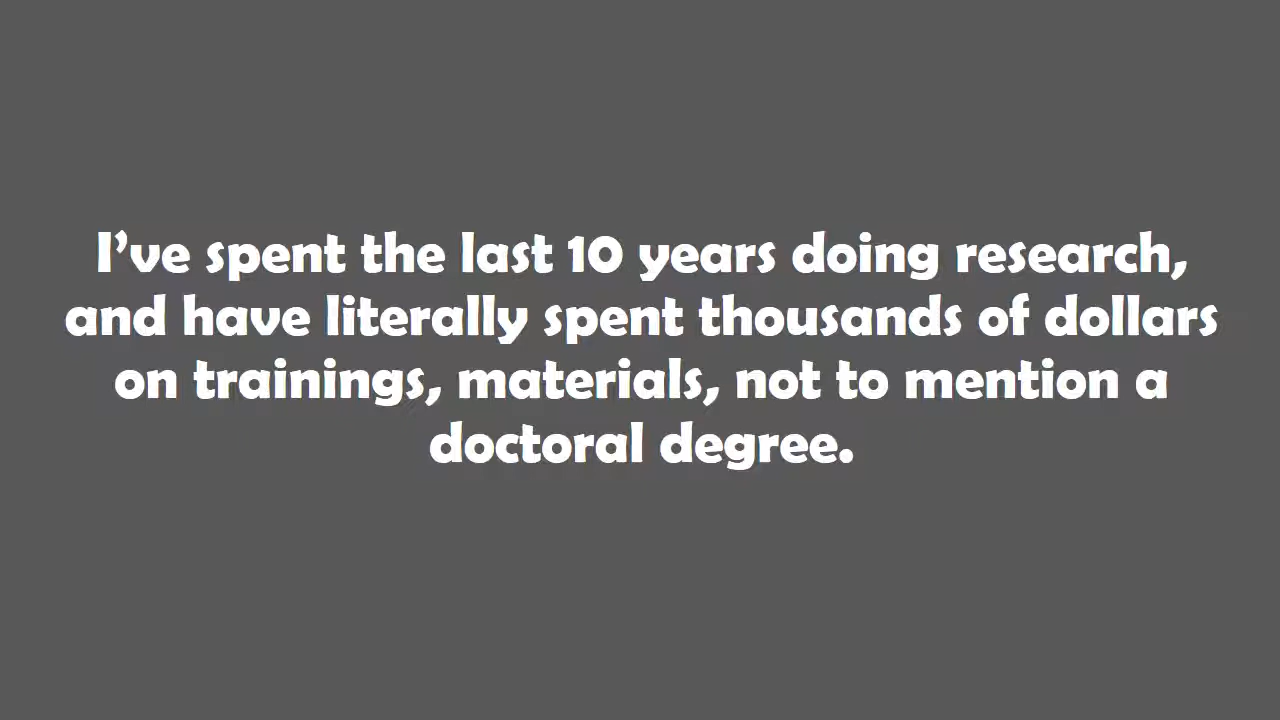 I’ve spent the last 10 years doing research,
and have literally spent thousands of dollars
on trainings, materials, not to mention a
doctoral degree.